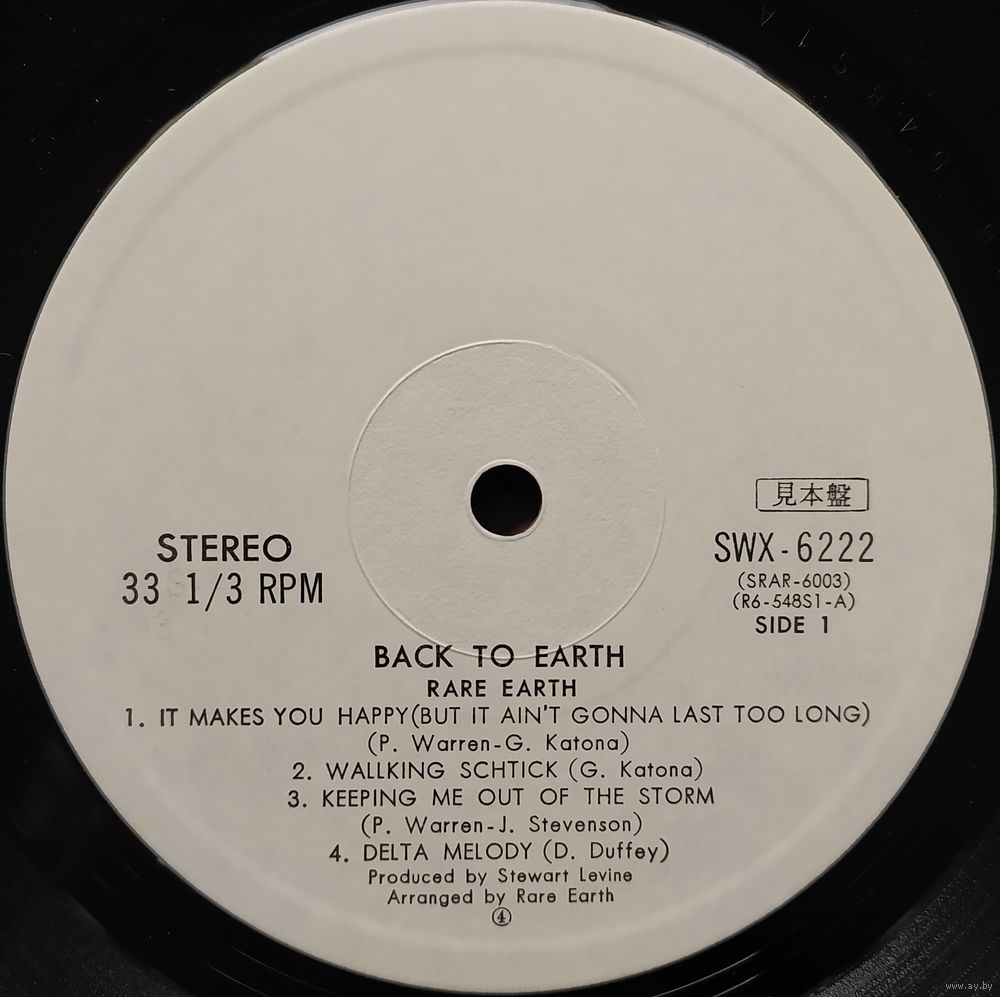 見本盤
STEREO
33 1/3 RPM
SWX-6222
(SRAR-6003)
(R6-548S1-A)
SIDE 1
BACK TO EARTH
RARE EARTH
1. IT MAKES YOU HAPPY(BUT IT AIN'T GONNA LAST TOO LONG)
(P. Warren-G. Katona)
2. WALLKING SCHTICK (G. Katona)
3. KEEPING ME OUT OF THE STORM
(P. Warren-J. Stevenson)
4. DELTA MELODY (D. Duffey)
Produced by Stewart Levine
Arranged by Rare Earth
④
www.ay.by